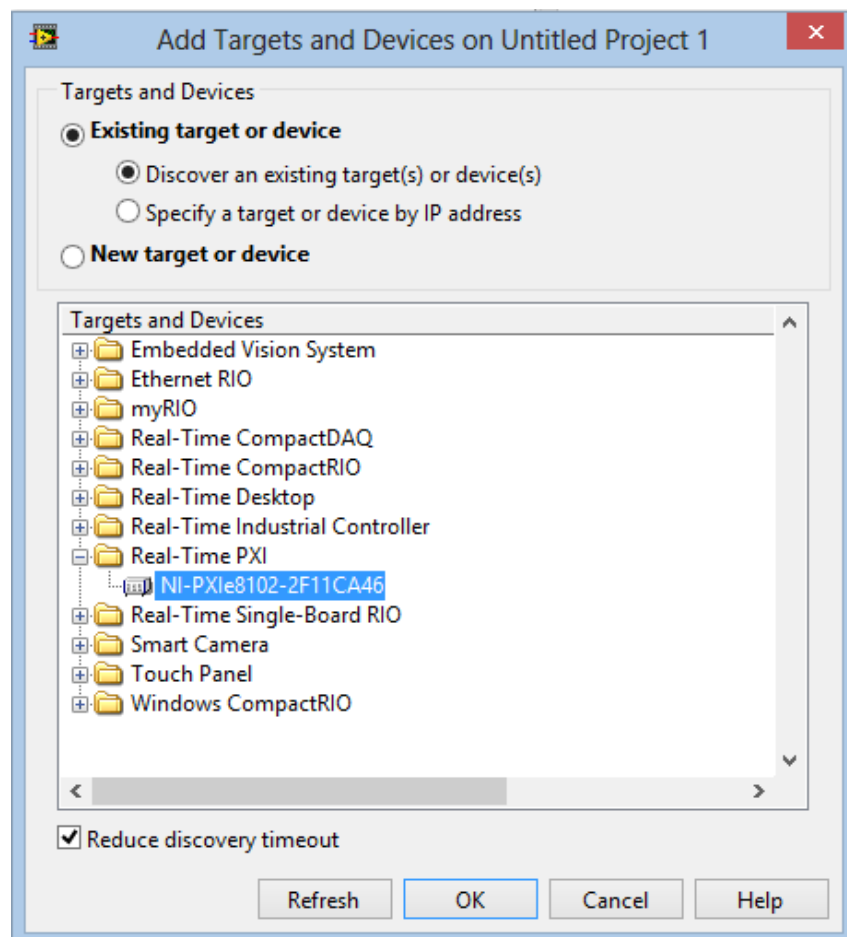 Add Targets and Devices on Untitled Project 1
Targets and Devices
Existing target or device
Discover an existing target(s) or device(s)
Specify a target or device by IP address
New target or device
Targets and Devices
Embedded Vision System
Ethernet RIO
myRIO
Real-Time CompactDAQ
Real-Time CompactRIO
Real-Time Desktop
Real-Time Industrial Controller
Real-Time PXI
NI-PXIe8102-2F11CA46
Real-Time Single-Board RIO
Smart Camera
Touch Panel
Windows CompactRIO
Reduce discovery timeout
Refresh OK Cancel Help